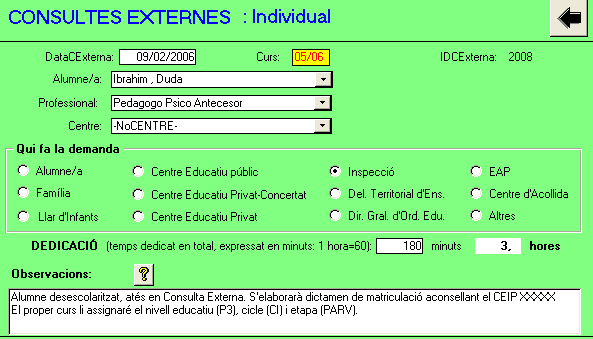 CONSULTES EXTERNES : Individual
DataCExterna: 09/02/2006 Curs: 05/06 IDCExterna: 2008
Alumne/a: Ibrahim , Duda
Professional: Pedagogo Psico Antecesor
Centre: -NoCENTRE-
Qui fa la demanda
Alumne/a Centre Educatiu públic Inspecció EAP
Família Centre Educatiu Privat-Concertat Del. Territorial d'Ens. Centre d'Acollida
Llar d'Infants Centre Educatiu Privat Dir. Gral. d'Ord. Edu. Altres
DEDICACIÓ (temps dedicat en total, expressat en minuts: 1 hora=60): 180 minuts 3, hores
Observacions: ?
Alumne desescolaritzat, atés en Consulta Externa. S'elaborarà dictamen de matriculació aconsellant el CEIP XXXXX
El proper curs li assignaré el nivell educatiu (P3), cicle (CI) i etapa (PARV).